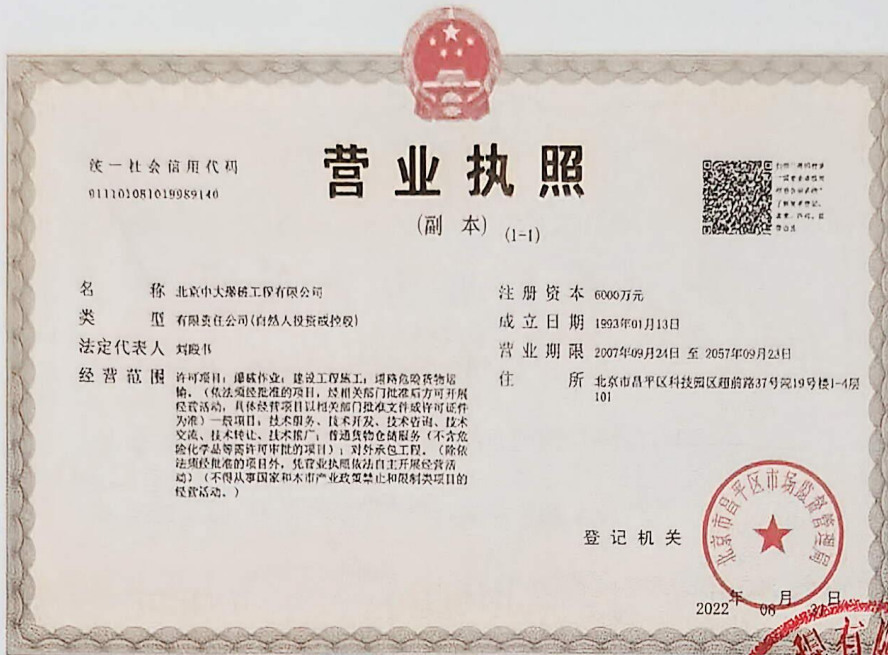 统一社会信用代码
营业执照
(副 本) (1-1)
名 称 北京中大爆破工程有限公司
类 型 有限责任公司(自然人投资或控股)
法定代表人
经营范围 许可项目：爆破作业；建设工程施工；道路危险货物运
输。（依法须经批准的项目，经相关部门批准后方可开展
经营活动，具体经营项目以相关部门批准文件或许可证件
为准）一般项目：技术服务、技术开发、技术咨询、技术
交流、技术转让、技术推广；普通货物仓储服务（不含危
险化学品等需许可审批的项目）；对外承包工程。（除依
法须经批准的项目外，凭营业执照依法自主开展经营活
动）（不得从事国家和本市产业政策禁止和限制类项目的
经营活动。）
注册资本 6000万元
成立日期 1993年01月13日
营业期限 2007年09月24日 至 2057年09月23日
住 所 北京市昌平区科技园区超前路37号院19号楼1-4层
101
登记机关
北京市昌平区市场监督管理局
2022 年 08 月 日
限有